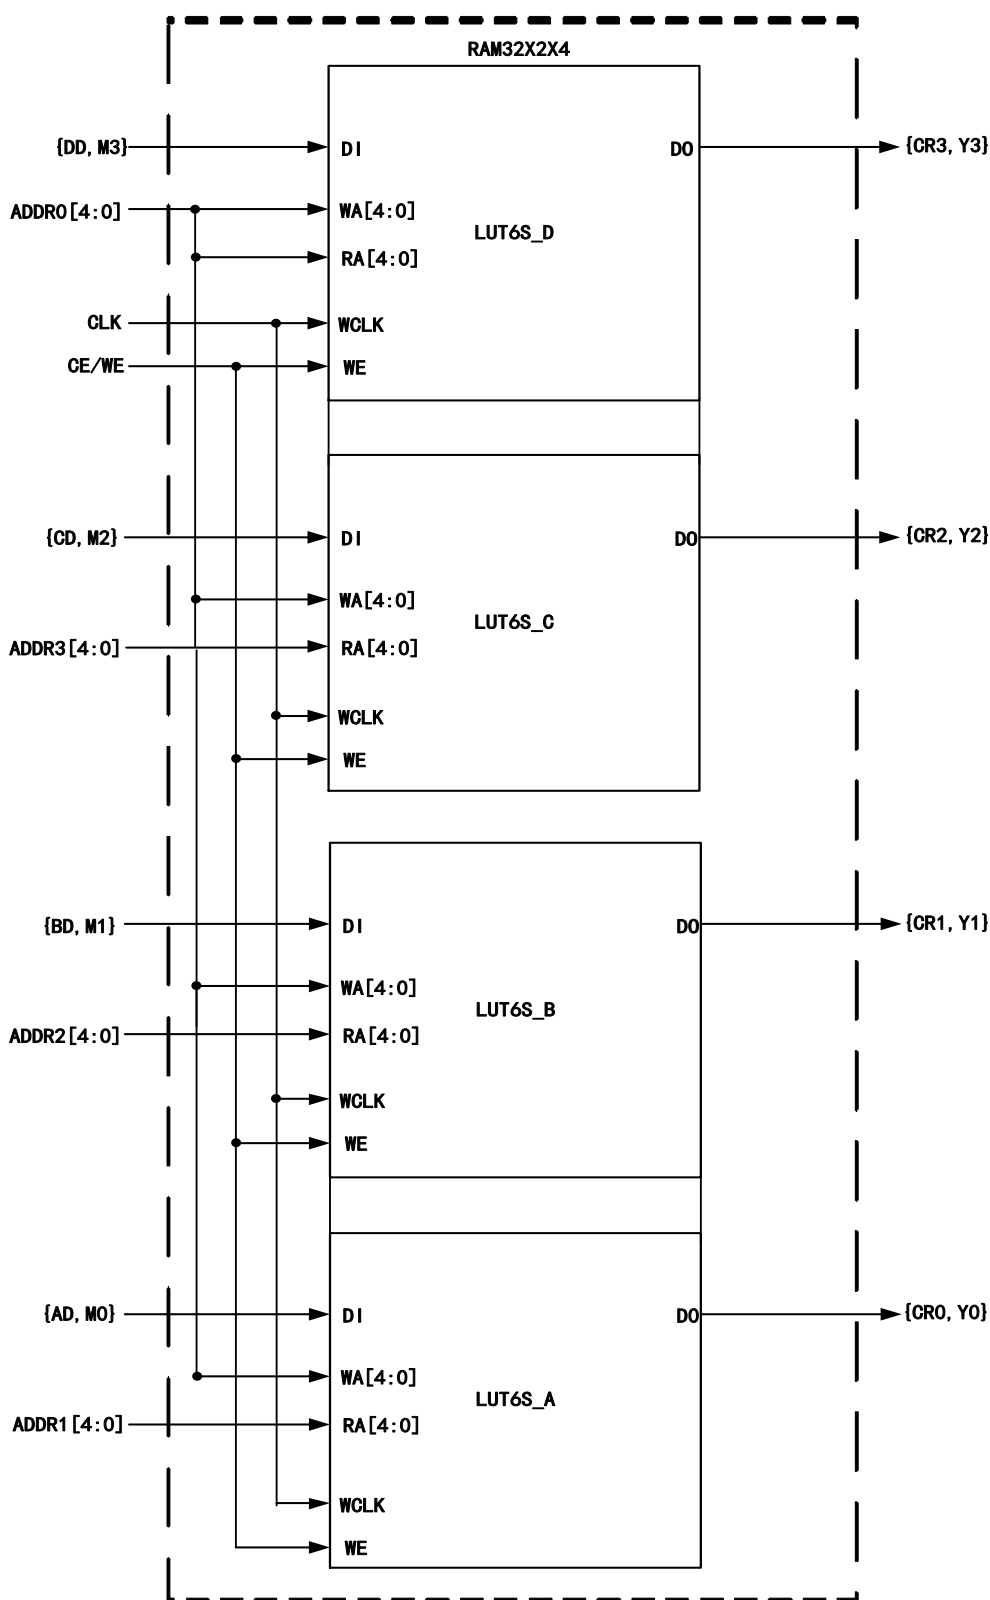 RAM32X2X4
{DD, M3} DI DO {CR3, Y3}
ADDR0[4:0] WA[4:0]
LUT6S_D
RA[4:0]
CLK WCLK
CE/WE WE
{CD, M2} DI DO {CR2, Y2}
WA[4:0]
LUT6S_C
ADDR3[4:0] RA[4:0]
WCLK
WE
{BD, M1} DI DO {CR1, Y1}
WA[4:0]
LUT6S_B
ADDR2[4:0] RA[4:0]
WCLK
WE
{AD, M0} DI DO {CR0, Y0}
WA[4:0]
LUT6S_A
ADDR1[4:0] RA[4:0]
WCLK
WE